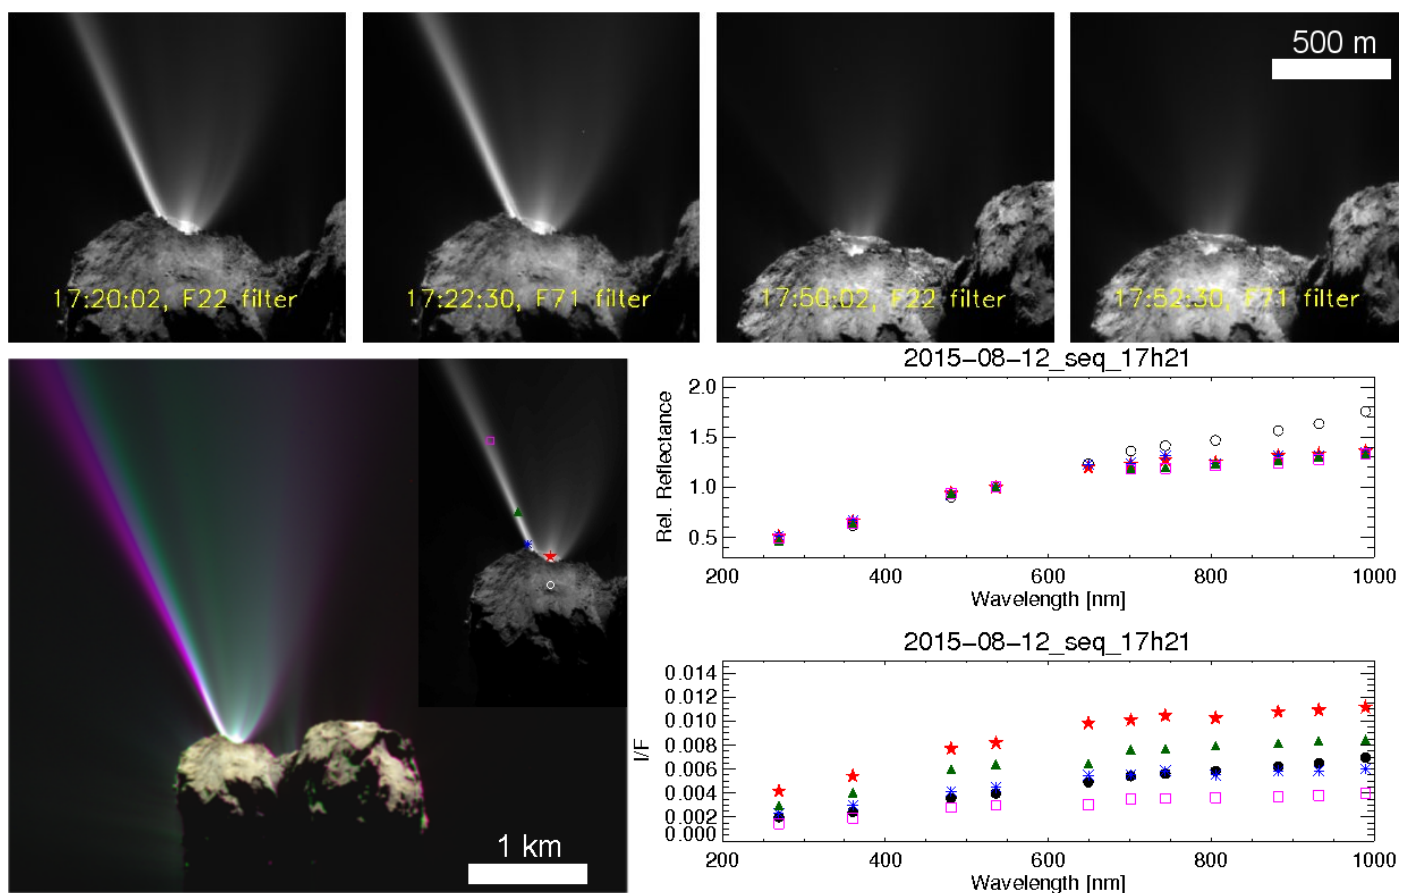 500 m
17:20:02, F22 filter
17:22:30, F71 filter
17:50:02, F22 filter
17:52:30, F71 filter
1 km
2015-08-12_seq_17h21
Rel. Reflectance
2.0
1.5
1.0
0.5
200 400 600 800 1000
Wavelength [nm]
2015-08-12_seq_17h21
I/F
0.014
0.012
0.010
0.008
0.006
0.004
0.002
0.000
200 400 600 800 1000
Wavelength [nm]